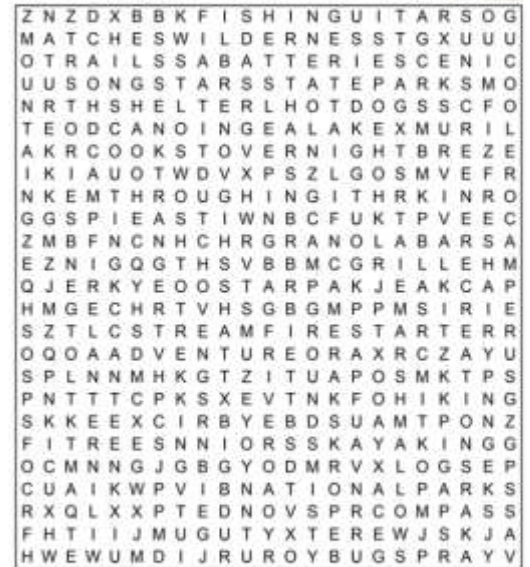 Z N Z D X B B K F I S H I N G U I T A R S O G
M A T C H E S W I L D E R N E S S T G X U U U
O T R A I L S S A B A T T E R I E S C E N I C
U U S O N G S T A R S S T A T E P A R K S M O
N R T H S H E L T E R L H O T D O G S S C F O
T E O D C A N O I N G E A L A K E X M U R I L
A K R C O O K S T O V E R N I G H T B R E Z E
I K I A U O T W D V X P S Z L G O S M V E F R
N K E M T H R O U G H I N G I T H R K I N R O
G G S P I E A S T I W N B C F U K T P V E E C
Z M B F N C N H C H R G R A N O L A B A R S A
E Z N I G Q G T H S V B B M C G R I L L E H M
Q J E R K Y E O O S T A R P A K J E A K C A P
H M G E C H R T V H S G B G M P P M S I R I E
S Z T L C S T R E A M F I R E S T A R T E R R
O Q O A A D V E N T U R E O R A X R C Z A Y U
S P L N N M H K G T Z I T U A P O S M K T P S
P N T T T C P K S X E V T N K F O H I K I N G
S K K E E X C I R B Y E B D S U A M T P O N Z
F I T R E E S N N I O R S S K A Y A K I N G G
O C M N N G J G B G Y O D M R V X L O G S E P
C U A I K W P V I B N A T I O N A L P A R K S
R X Q L X X P T E D N O V S P R C O M P A S S
F H T I I J M U G U T Y X T E R E W J S K J A
H W E W U M D I J R U R O Y B U G S P R A Y V